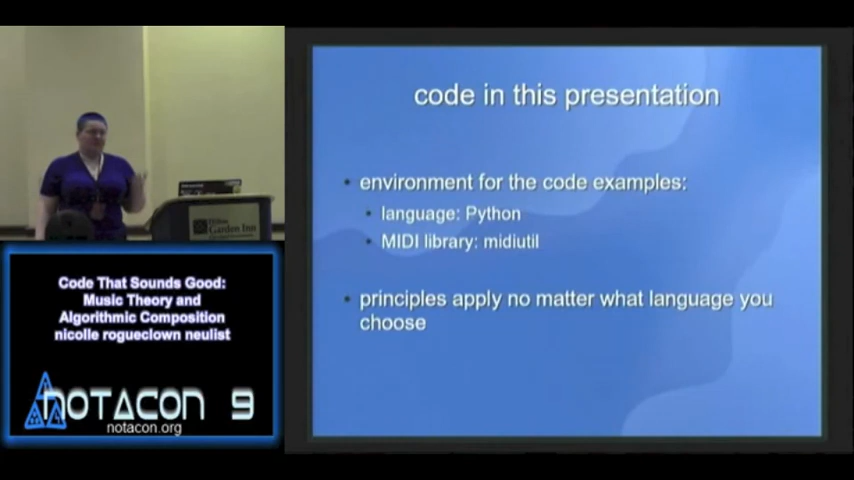 code in this presentation
• environment for the code examples:
• language: Python
• MIDI library: midiutil
• principles apply no matter what language you
choose
Garden Inn
Code That Sounds Good:
Music Theory and
Algorithmic Composition
nicolle rogueclown neulist
NOTACON 9
notacon.org